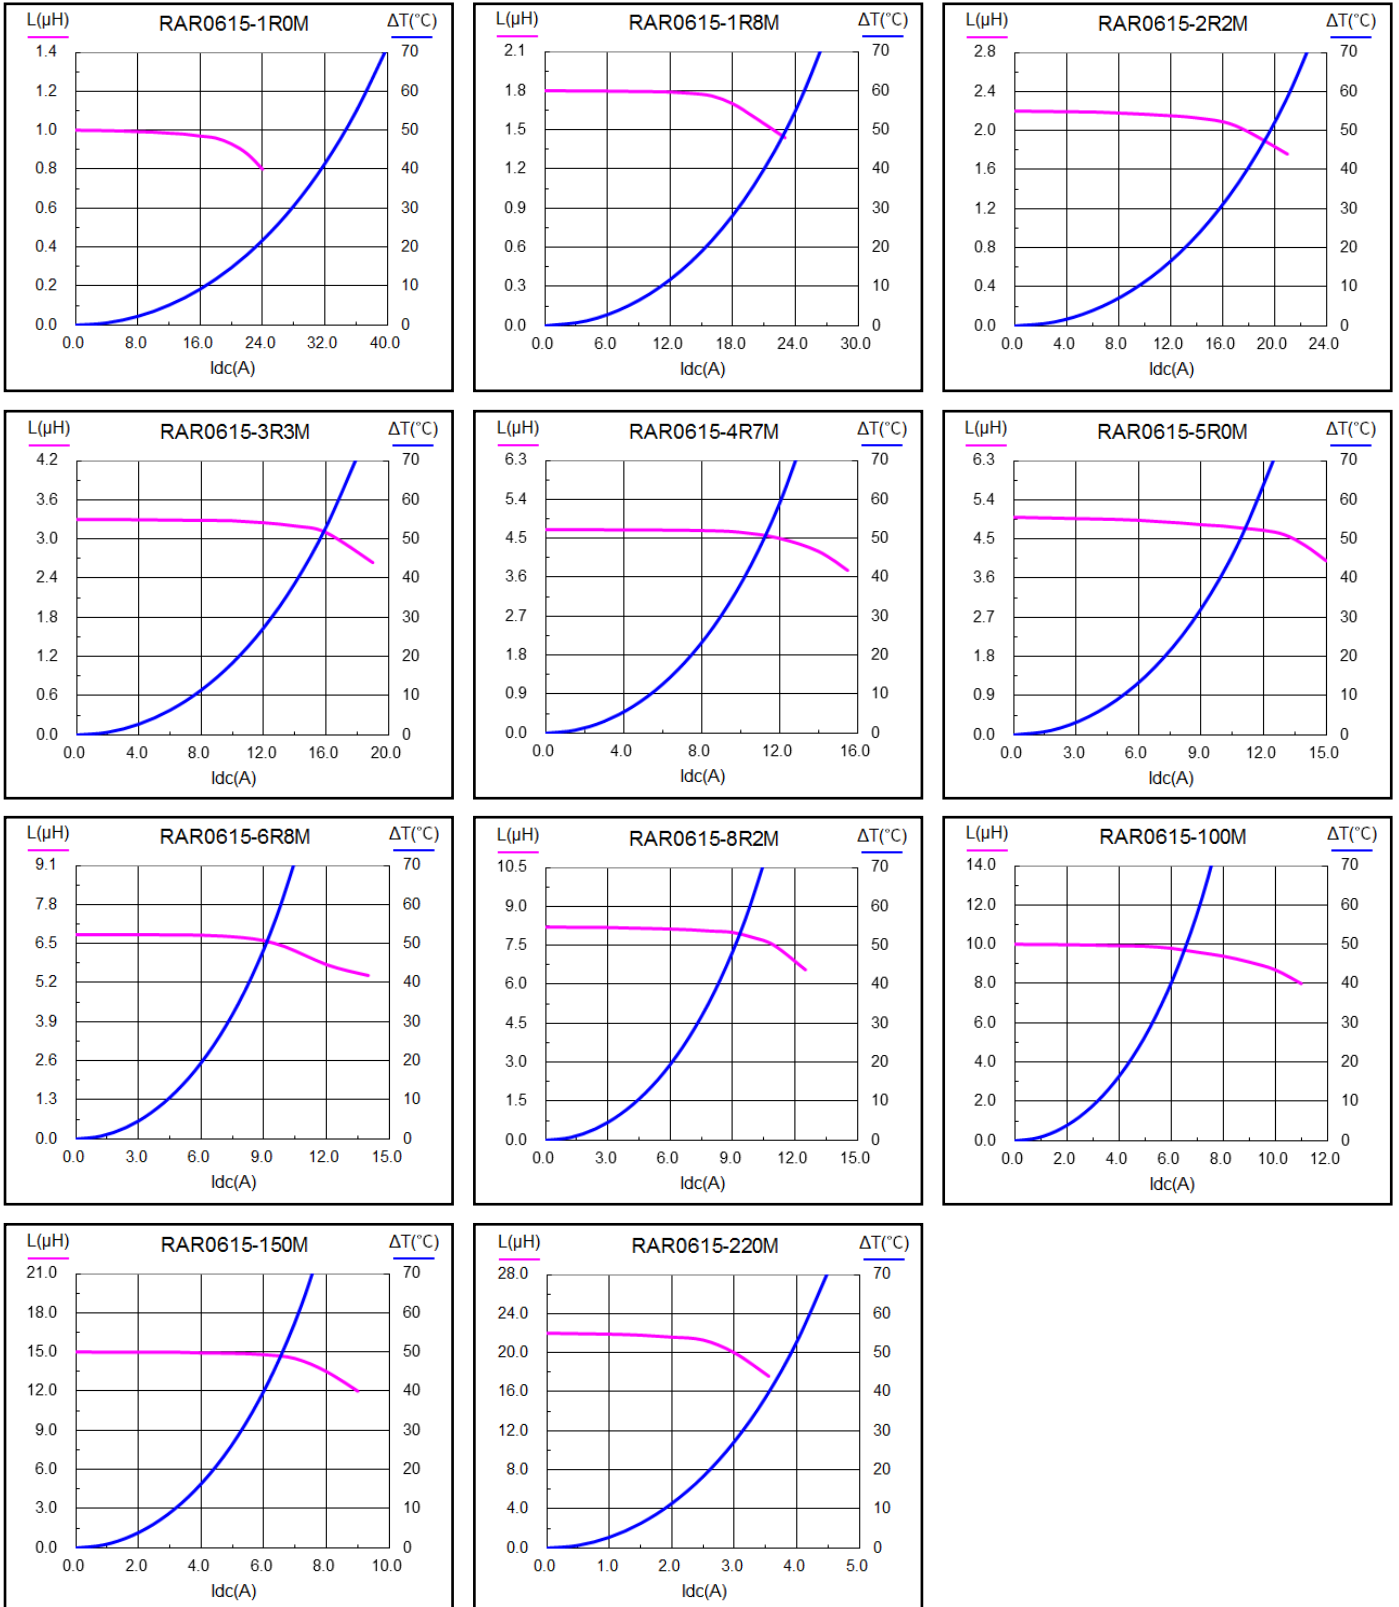 L(µH) RAR0615-1R0M ΔT(°C)
1.4 70
1.2 60
1.0 50
0.8 40
0.6 30
0.4 20
0.2 10
0.0 0
0.0 8.0 16.0 24.0 32.0 40.0
Idc(A)
L(µH) RAR0615-1R8M ΔT(°C)
2.1 70
1.8 60
1.5 50
1.2 40
0.9 30
0.6 20
0.3 10
0.0 0
0.0 6.0 12.0 18.0 24.0 30.0
Idc(A)
L(µH) RAR0615-2R2M ΔT(°C)
2.8 70
2.4 60
2.0 50
1.6 40
1.2 30
0.8 20
0.4 10
0.0 0
0.0 4.0 8.0 12.0 16.0 20.0 24.0
Idc(A)
L(µH) RAR0615-3R3M ΔT(°C)
4.2 70
3.6 60
3.0 50
2.4 40
1.8 30
1.2 20
0.6 10
0.0 0
0.0 4.0 8.0 12.0 16.0 20.0
Idc(A)
L(µH) RAR0615-4R7M ΔT(°C)
6.3 70
5.4 60
4.5 50
3.6 40
2.7 30
1.8 20
0.9 10
0.0 0
0.0 4.0 8.0 12.0 16.0
Idc(A)
L(µH) RAR0615-5R0M ΔT(°C)
6.3 70
5.4 60
4.5 50
3.6 40
2.7 30
1.8 20
0.9 10
0.0 0
0.0 3.0 6.0 9.0 12.0 15.0
Idc(A)
L(µH) RAR0615-6R8M ΔT(°C)
9.1 70
7.8 60
6.5 50
5.2 40
3.9 30
2.6 20
1.3 10
0.0 0
0.0 3.0 6.0 9.0 12.0 15.0
Idc(A)
L(µH) RAR0615-8R2M ΔT(°C)
10.5 70
9.0 60
7.5 50
6.0 40
4.5 30
3.0 20
1.5 10
0.0 0
0.0 3.0 6.0 9.0 12.0 15.0
Idc(A)
L(µH) RAR0615-100M ΔT(°C)
14.0 70
12.0 60
10.0 50
8.0 40
6.0 30
4.0 20
2.0 10
0.0 0
0.0 2.0 4.0 6.0 8.0 10.0 12.0
Idc(A)
L(µH) RAR0615-150M ΔT(°C)
21.0 70
18.0 60
15.0 50
12.0 40
9.0 30
6.0 20
3.0 10
0.0 0
0.0 2.0 4.0 6.0 8.0 10.0
Idc(A)
L(µH) RAR0615-220M ΔT(°C)
28.0 70
24.0 60
20.0 50
16.0 40
12.0 30
8.0 20
4.0 10
0.0 0
0.0 1.0 2.0 3.0 4.0 5.0
Idc(A)